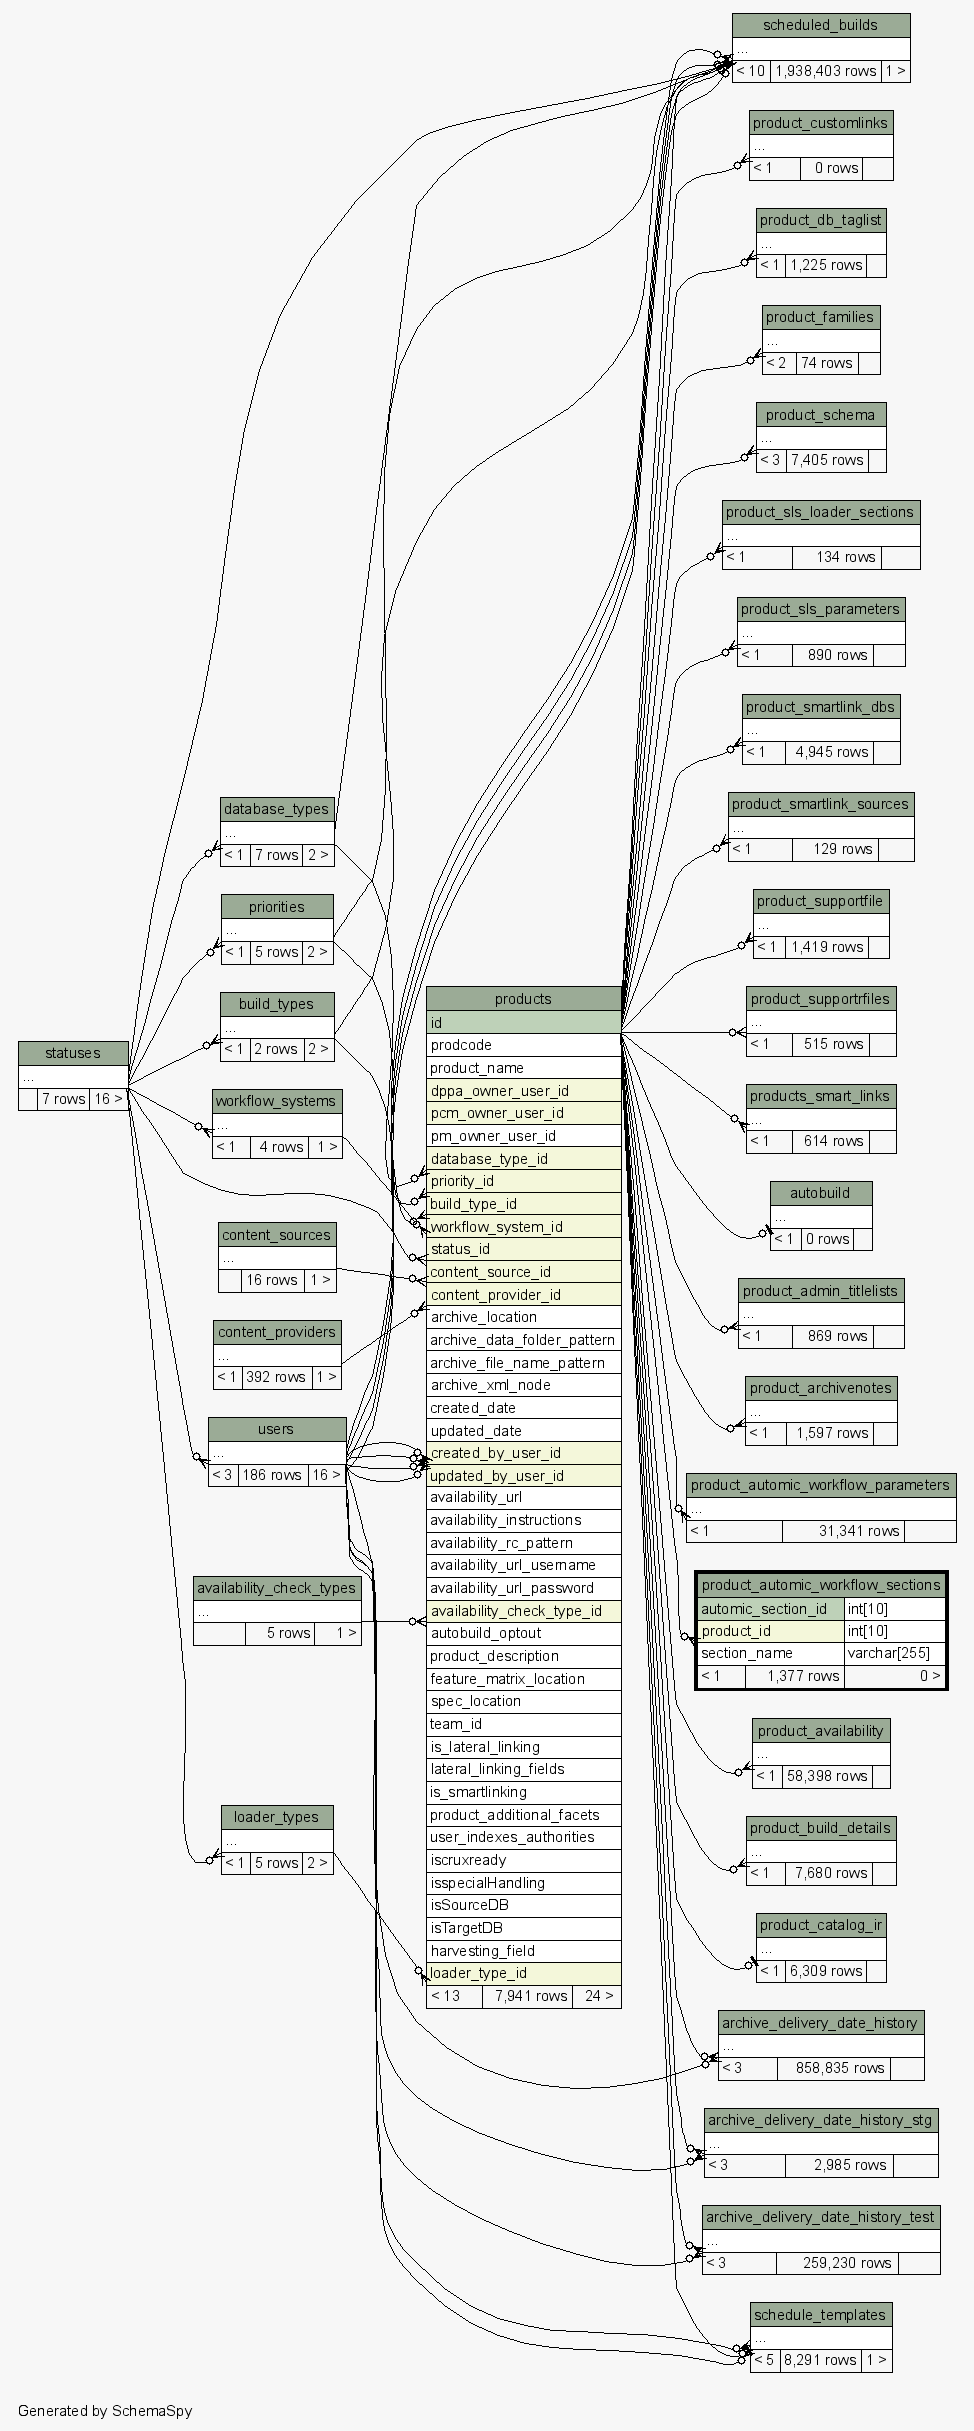 scheduled_builds
...
< 10 1,938,403 rows 1 >
product_customlinks
...
< 1 0 rows
product_db_taglist
...
< 1 1,225 rows
product_families
...
< 2 74 rows
product_schema
...
< 3 7,405 rows
product_sls_loader_sections
...
< 1 134 rows
product_sls_parameters
...
< 1 890 rows
product_smartlink_dbs
...
< 1 4,945 rows
product_smartlink_sources
...
< 1 129 rows
product_supportfile
...
< 1 1,419 rows
product_supportrfiles
...
< 1 515 rows
products_smart_links
...
< 1 614 rows
autobuild
...
< 1 0 rows
product_admin_titlelists
...
< 1 869 rows
product_archivenotes
...
< 1 1,597 rows
product_automic_workflow_parameters
...
< 1 31,341 rows
product_automic_workflow_sections
automic_section_id int[10]
product_id int[10]
section_name varchar[255]
< 1 1,377 rows 0 >
product_availability
...
< 1 58,398 rows
product_build_details
...
< 1 7,680 rows
product_catalog_ir
...
< 1 6,309 rows
archive_delivery_date_history
...
< 3 858,835 rows
archive_delivery_date_history_stg
...
< 3 2,985 rows
archive_delivery_date_history_test
...
< 3 259,230 rows
schedule_templates
...
< 5 8,291 rows 1 >
database_types
...
< 1 7 rows 2 >
priorities
...
< 1 5 rows 2 >
build_types
...
< 1 2 rows 2 >
statuses
...
7 rows 16 >
workflow_systems
...
< 1 4 rows 1 >
content_sources
...
16 rows 1 >
content_providers
...
< 1 392 rows 1 >
users
...
< 3 186 rows 16 >
availability_check_types
...
5 rows 1 >
loader_types
...
< 1 5 rows 2 >
products
id
prodcode
product_name
dppa_owner_user_id
pcm_owner_user_id
pm_owner_user_id
database_type_id
priority_id
build_type_id
workflow_system_id
status_id
content_source_id
content_provider_id
archive_location
archive_data_folder_pattern
archive_file_name_pattern
archive_xml_node
created_date
updated_date
created_by_user_id
updated_by_user_id
availability_url
availability_instructions
availability_rc_pattern
availability_url_username
availability_url_password
availability_check_type_id
autobuild_optout
product_description
feature_matrix_location
spec_location
team_id
is_lateral_linking
lateral_linking_fields
is_smartlinking
product_additional_facets
user_indexes_authorities
iscruxready
isspecialHandling
isSourceDB
isTargetDB
harvesting_field
loader_type_id
< 13 7,941 rows 24 >
Generated by SchemaSpy